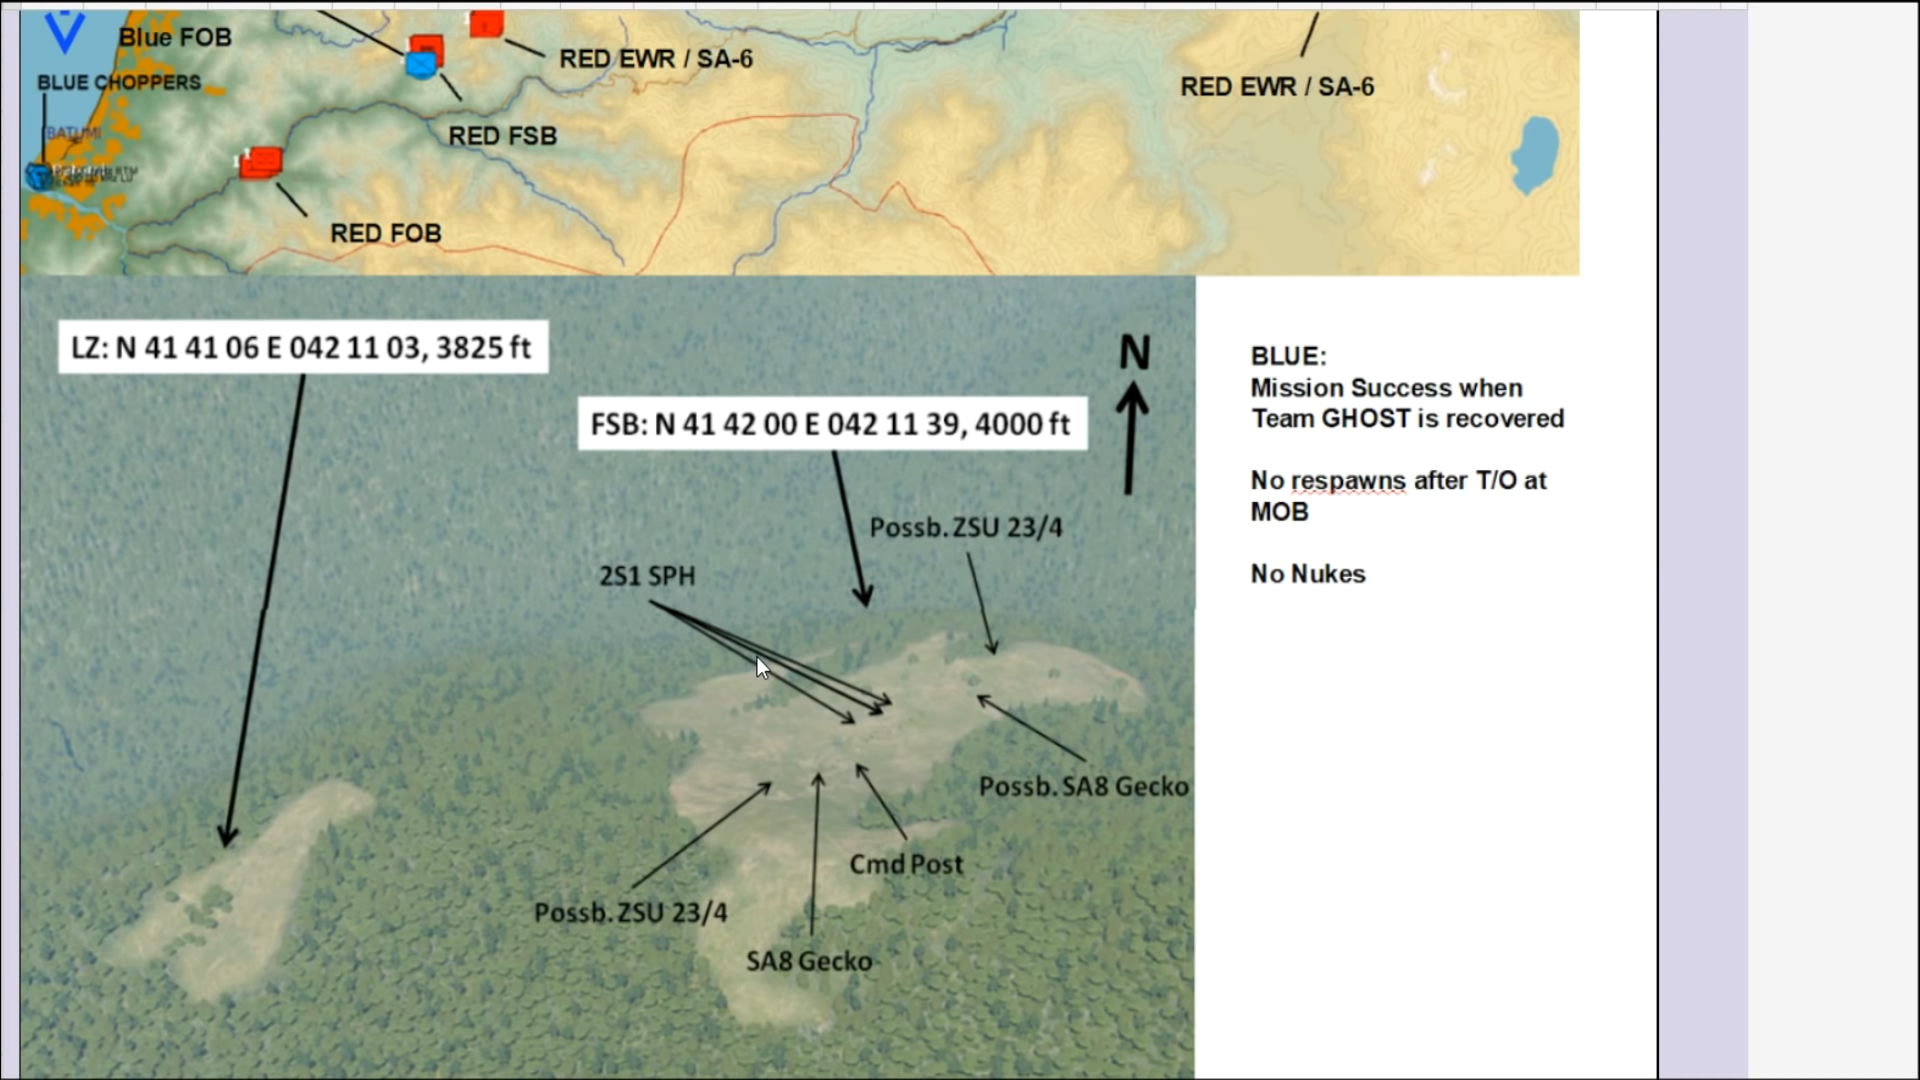 Blue FOB
RED EWR / SA-6
BLUE CHOPPERS
RED EWR / SA-6
BATUMI
RED FSB
RED FOB
LZ: N 41 41 06 E 042 11 03, 3825 ft
N
BLUE:
Mission Success when
Team GHOST is recovered
FSB: N 41 42 00 E 042 11 39, 4000 ft
No respawns after T/O at
MOB
Possb. ZSU 23/4
2S1 SPH
No Nukes
Possb. SA8 Gecko
Cmd Post
Possb. ZSU 23/4
SA8 Gecko